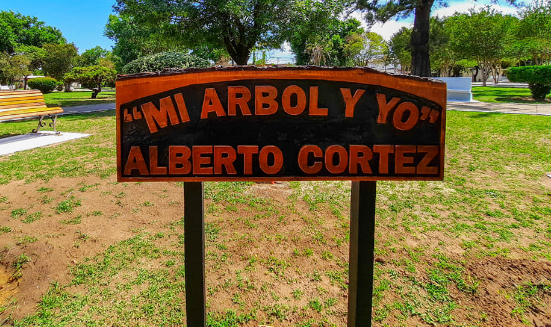 “MI ARBOL Y YO”
ALBERTO CORTEZ